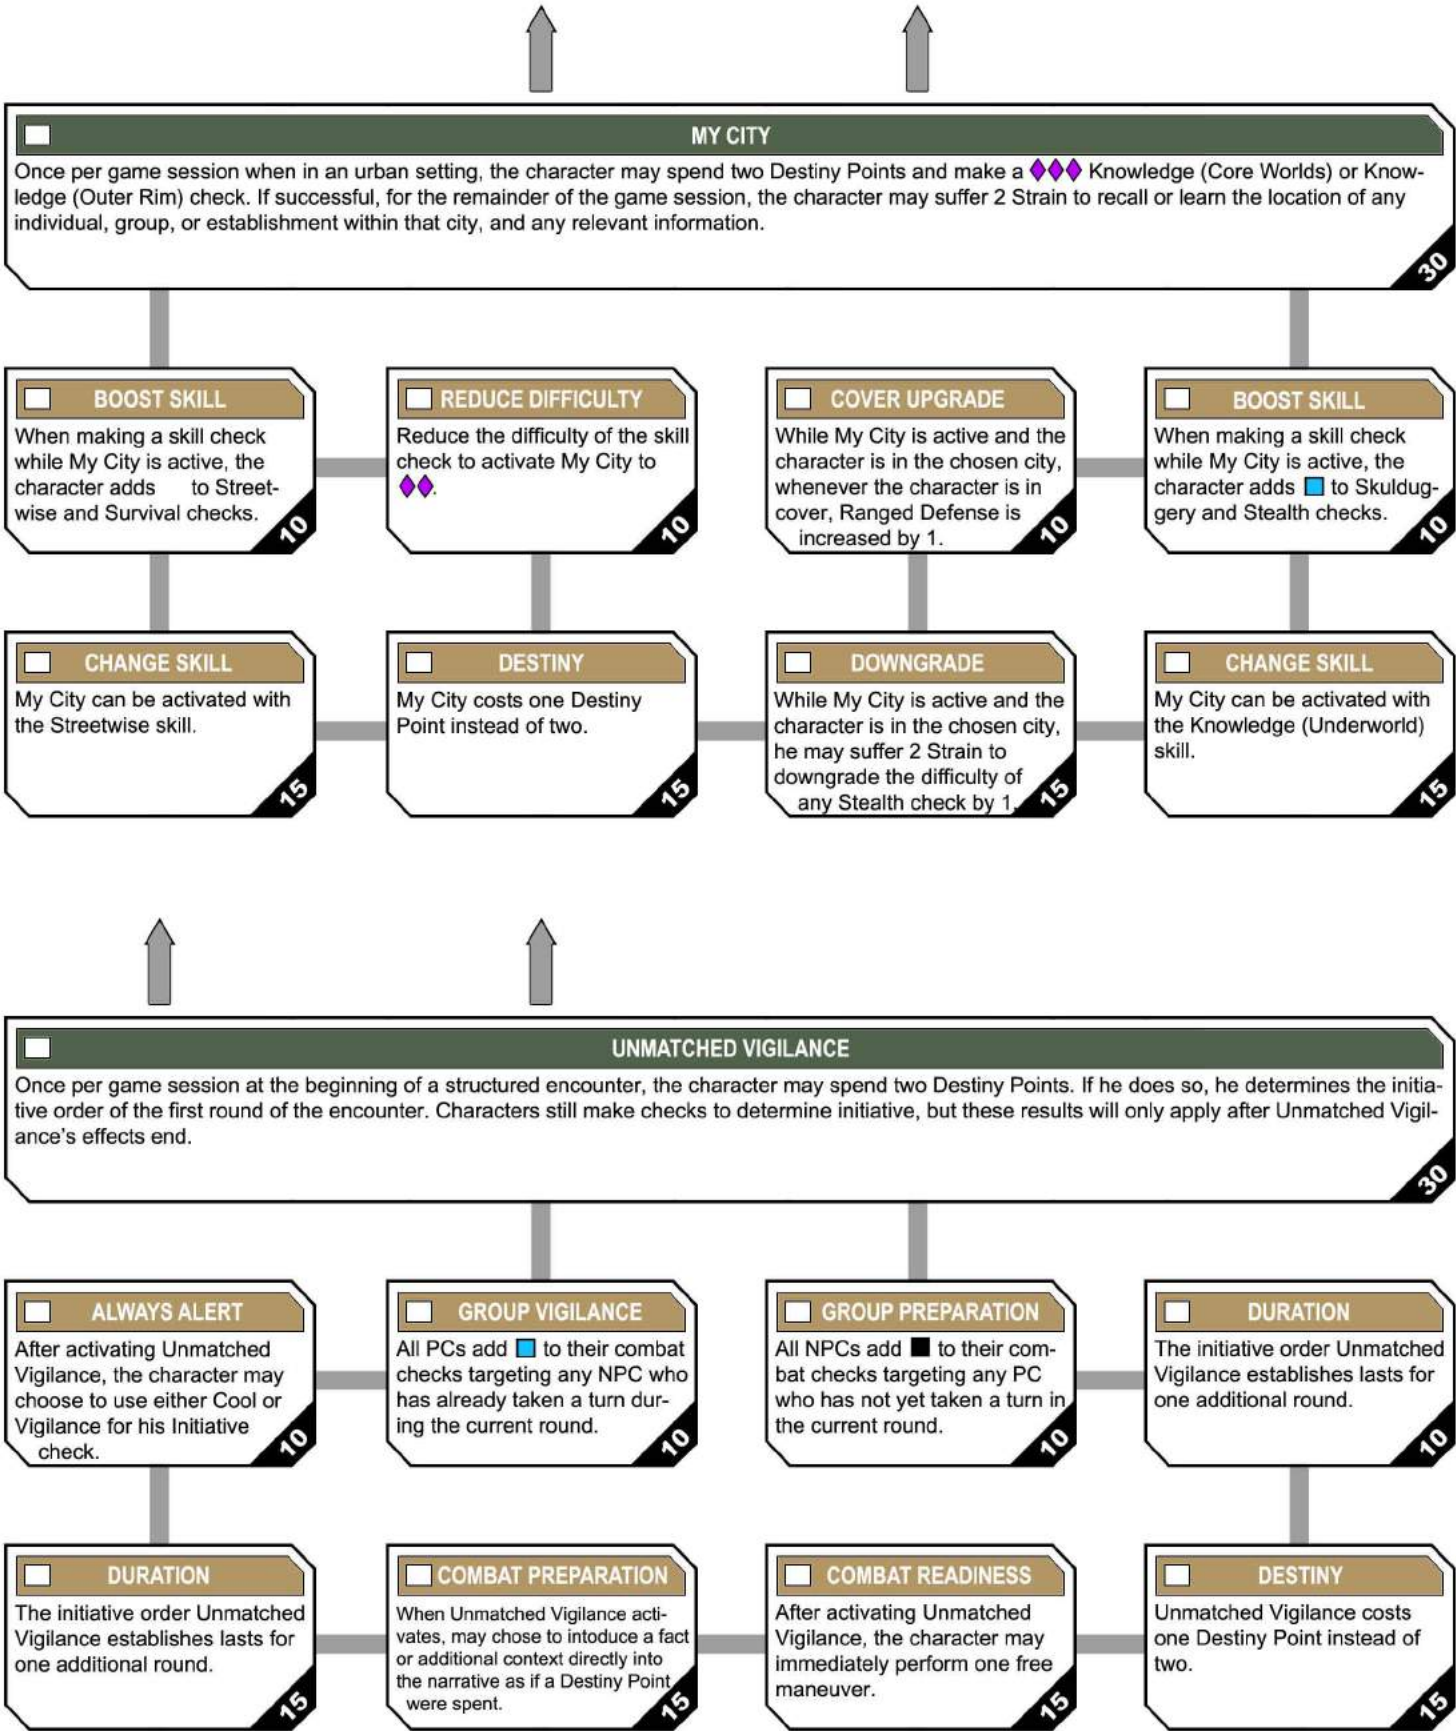 MY CITY
Once per game session when in an urban setting, the character may spend two Destiny Points and make a ♦♦♦ Knowledge (Core Worlds) or Know-
ledge (Outer Rim) check. If successful, for the remainder of the game session, the character may suffer 2 Strain to recall or learn the location of any
individual, group, or establishment within that city, and any relevant information.
30
BOOST SKILL
When making a skill check
while My City is active, the
character adds to Street-
wise and Survival checks.
10
REDUCE DIFFICULTY
Reduce the difficulty of the skill
check to activate My City to
♦♦.
10
COVER UPGRADE
While My City is active and the
character is in the chosen city,
whenever the character is in
cover, Ranged Defense is
increased by 1.
10
BOOST SKILL
When making a skill check
while My City is active, the
character adds ■ to Skuldug-
gery and Stealth checks.
10
CHANGE SKILL
My City can be activated with
the Streetwise skill.
15
DESTINY
My City costs one Destiny
Point instead of two.
15
DOWNGRADE
While My City is active and the
character is in the chosen city,
he may suffer 2 Strain to
downgrade the difficulty of
any Stealth check by 1.
15
CHANGE SKILL
My City can be activated with
the Knowledge (Underworld)
skill.
15
UNMATCHED VIGILANCE
Once per game session at the beginning of a structured encounter, the character may spend two Destiny Points. If he does so, he determines the initia-
tive order of the first round of the encounter. Characters still make checks to determine initiative, but these results will only apply after Unmatched Vigil-
ance's effects end.
30
ALWAYS ALERT
After activating Unmatched
Vigilance, the character may
choose to use either Cool or
Vigilance for his Initiative
check.
10
GROUP VIGILANCE
All PCs add ■ to their combat
checks targeting any NPC who
has already taken a turn dur-
ing the current round.
10
GROUP PREPARATION
All NPCs add ■ to their com-
bat checks targeting any PC
who has not yet taken a turn in
the current round.
10
DURATION
The initiative order Unmatched
Vigilance establishes lasts for
one additional round.
10
DURATION
The initiative order Unmatched
Vigilance establishes lasts for
one additional round.
15
COMBAT PREPARATION
When Unmatched Vigilance acti-
vates, may chose to intoduce a fact
or additional context directly into
the narrative as if a Destiny Point
were spent.
15
COMBAT READINESS
After activating Unmatched
Vigilance, the character may
immediately perform one free
maneuver.
15
DESTINY
Unmatched Vigilance costs
one Destiny Point instead of
two.
15